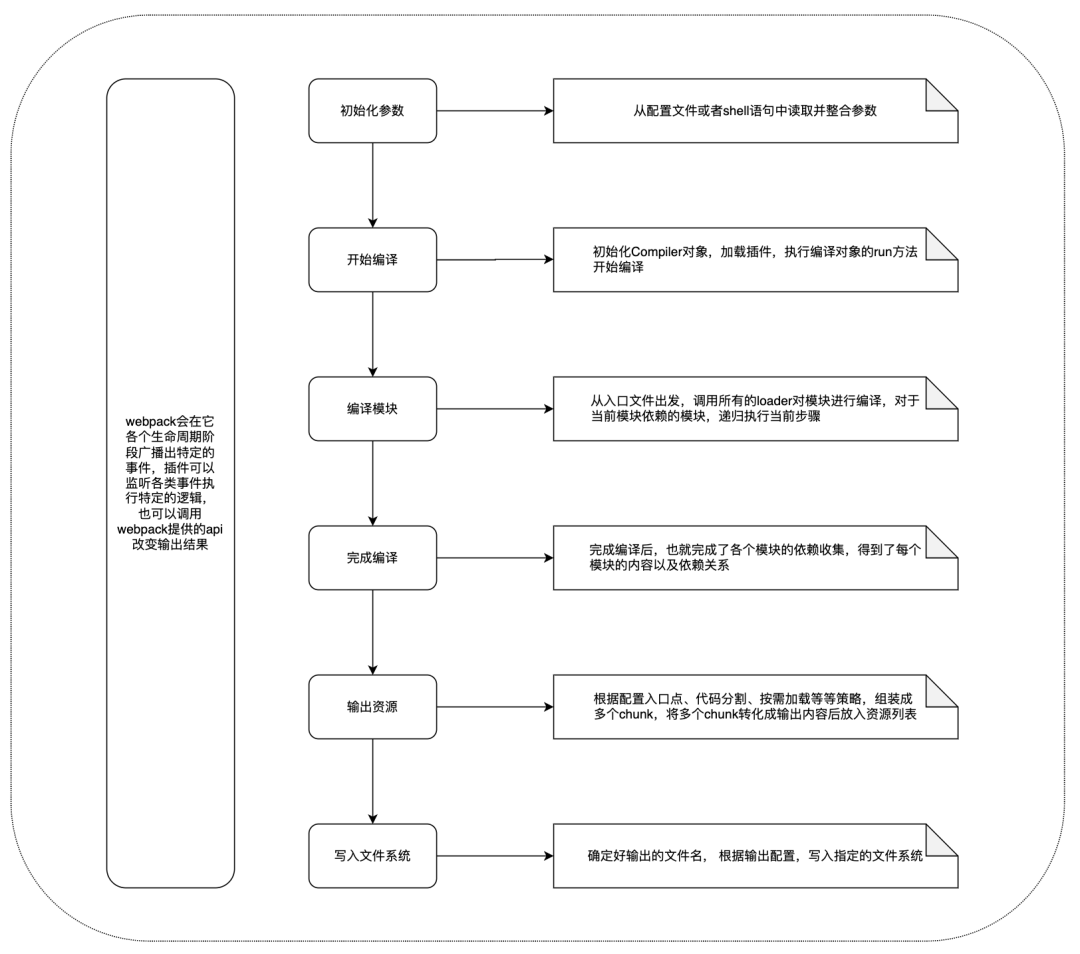 webpack会在它
各个生命周期阶
段广播出特定的
事件，插件可以
监听各类事件执
行特定的逻辑，
也可以调用
webpack提供的api
改变输出结果
初始化参数
从配置文件或者shell语句中读取并整合参数
开始编译
初始化Compiler对象，加载插件，执行编译对象的run方法
开始编译
编译模块
从入口文件出发，调用所有的loader对模块进行编译，对于
当前模块依赖的模块，递归执行当前步骤
完成编译
完成编译后，也就完成了各个模块的依赖收集，得到了每个
模块的内容以及依赖关系
输出资源
根据配置入口点、代码分割、按需加载等等策略，组装成
多个chunk，将多个chunk转化成输出内容后放入资源列表
写入文件系统
确定好输出的文件名， 根据输出配置，写入指定的文件系统